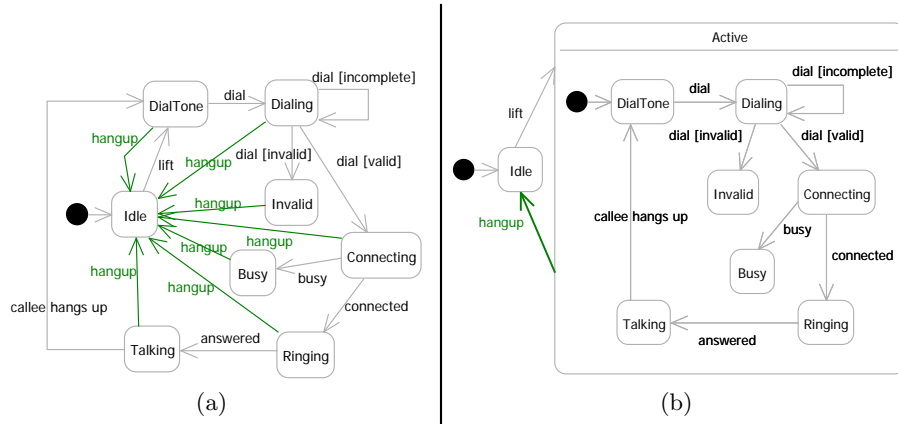 dial [incomplete]
DialTone
dial
Dialing
hangup
lift
hangup
dial [invalid]
dial [valid]
Idle
hangup
Invalid
hangup
hangup
hangup
Busy
busy
Connecting
hangup
connected
callee hangs up
answered
Talking
Ringing
(a)
Active
dial [incomplete]
dial
DialTone
Dialing
lift
dial [invalid]
dial [valid]
Idle
Invalid
Connecting
hangup
callee hangs up
busy
connected
Busy
Talking
Ringing
answered
(b)